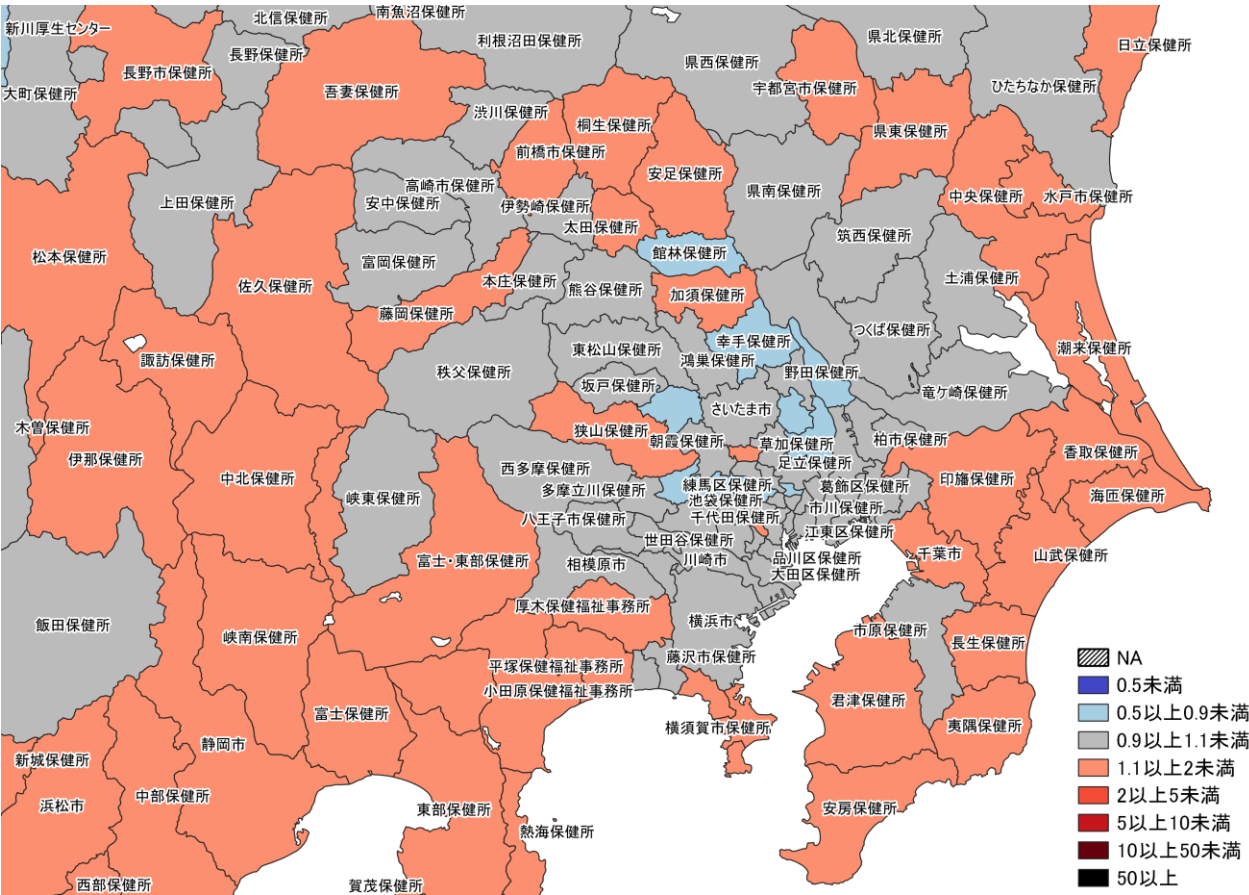 南魚沼保健所
北信保健所
新川厚生センター
利根沼田保健所
県北保健所
日立保健所
長野保健所
県西保健所
長野市保健所
大町保健所
吾妻保健所
宇都宮市保健所
ひたちなか保健所
渋川保健所
桐生保健所
県東保健所
前橋市保健所
安足保健所
高崎市保健所
県南保健所
上田保健所
安中保健所
伊勢崎保健所
中央保健所
水戸市保健所
太田保健所
筑西保健所
松本保健所
富岡保健所
館林保健所
本庄保健所
土浦保健所
佐久保健所
熊谷保健所
加須保健所
藤岡保健所
つくば保健所
幸手保健所
東松山保健所
潮来保健所
諏訪保健所
鴻巣保健所
秩父保健所
野田保健所
坂戸保健所
竜ケ崎保健所
さいたま市
木曽保健所
狭山保健所
朝霞保健所
草加保健所
柏市保健所
香取保健所
伊那保健所
足立保健所
西多摩保健所
中北保健所
印旛保健所
練馬区保健所
葛飾区保健所
多摩立川保健所
海匝保健所
峡東保健所
池袋保健所
市川保健所
八王子市保健所
千代田保健所
江東区保健所
世田谷保健所
千葉市
山武保健所
富士・東部保健所
川崎市
品川区保健所
相模原市
大田区保健所
厚木保健福祉事務所
横浜市
飯田保健所
市原保健所
峡南保健所
長生保健所
藤沢市保健所
平塚保健福祉事務所
小田原保健福祉事務所
君津保健所
富士保健所
夷隅保健所
横須賀市保健所
静岡市
新城保健所
中部保健所
浜松市
東部保健所
安房保健所
熱海保健所
西部保健所
賀茂保健所
NA
0.5未満
0.5以上0.9未満
0.9以上1.1未満
1.1以上2未満
2以上5未満
5以上10未満
10以上50未満
50以上